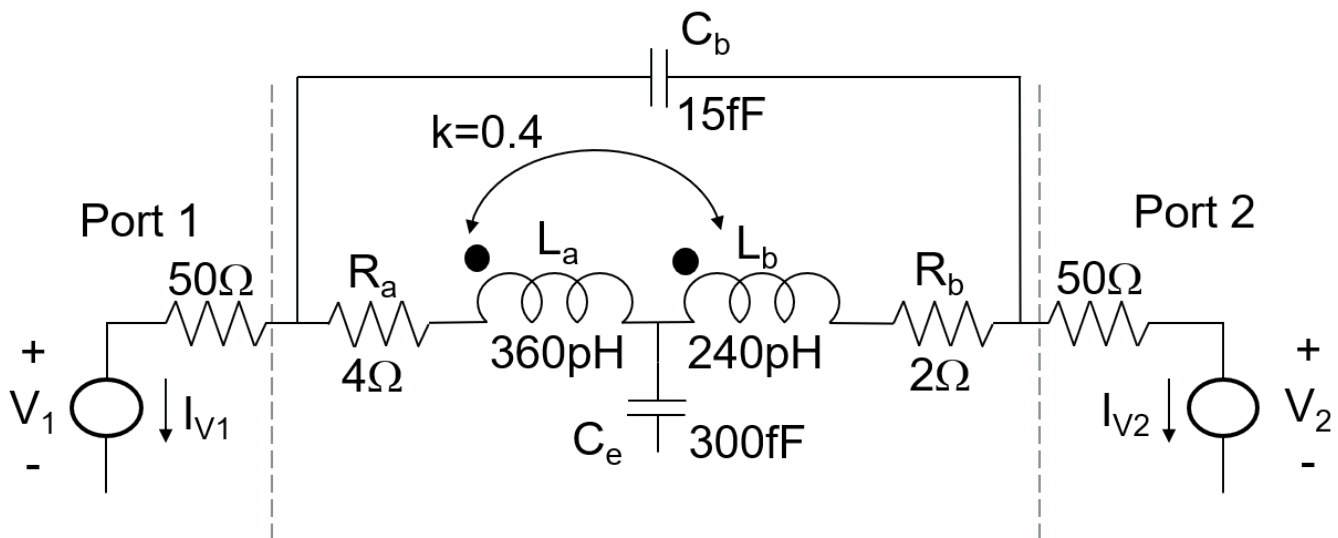 C_b
15fF
k=0.4
Port 1
Port 2
50Ω
R_a
L_a
L_b
R_b
50Ω
4Ω
360pH
240pH
2Ω
+
V_1
-
I_V1
C_e
300fF
I_V2
+
V_2
-